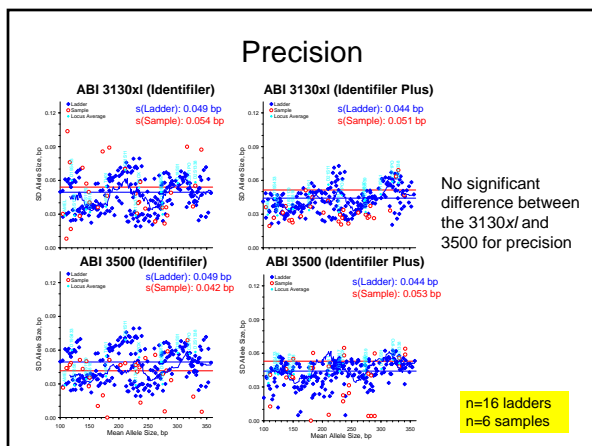 Precision
ABI 3130xl (Identifiler)
Ladder
Sample
Locus Average
s(Ladder): 0.049 bp
s(Sample): 0.054 bp
SD Allele Size, bp
0.12
0.09
0.06
0.03
0.00
ABI 3130xl (Identifiler Plus)
Ladder
Sample
Locus Average
s(Ladder): 0.044 bp
s(Sample): 0.051 bp
SD Allele Size, bp
0.12
0.09
0.06
0.03
0.00
No significant
difference between
the 3130xl and
3500 for precision
ABI 3500 (Identifiler)
Ladder
Sample
Locus Average
s(Ladder): 0.049 bp
s(Sample): 0.042 bp
SD Allele Size, bp
0.12
0.09
0.06
0.03
0.00
100 150 200 250 300 350
Mean Allele Size, bp
ABI 3500 (Identifiler Plus)
Ladder
Sample
Locus Average
s(Ladder): 0.044 bp
s(Sample): 0.053 bp
SD Allele Size, bp
0.12
0.09
0.06
0.03
0.00
100 150 200 250 300 350
Mean Allele Size, bp
n=16 ladders
n=6 samples